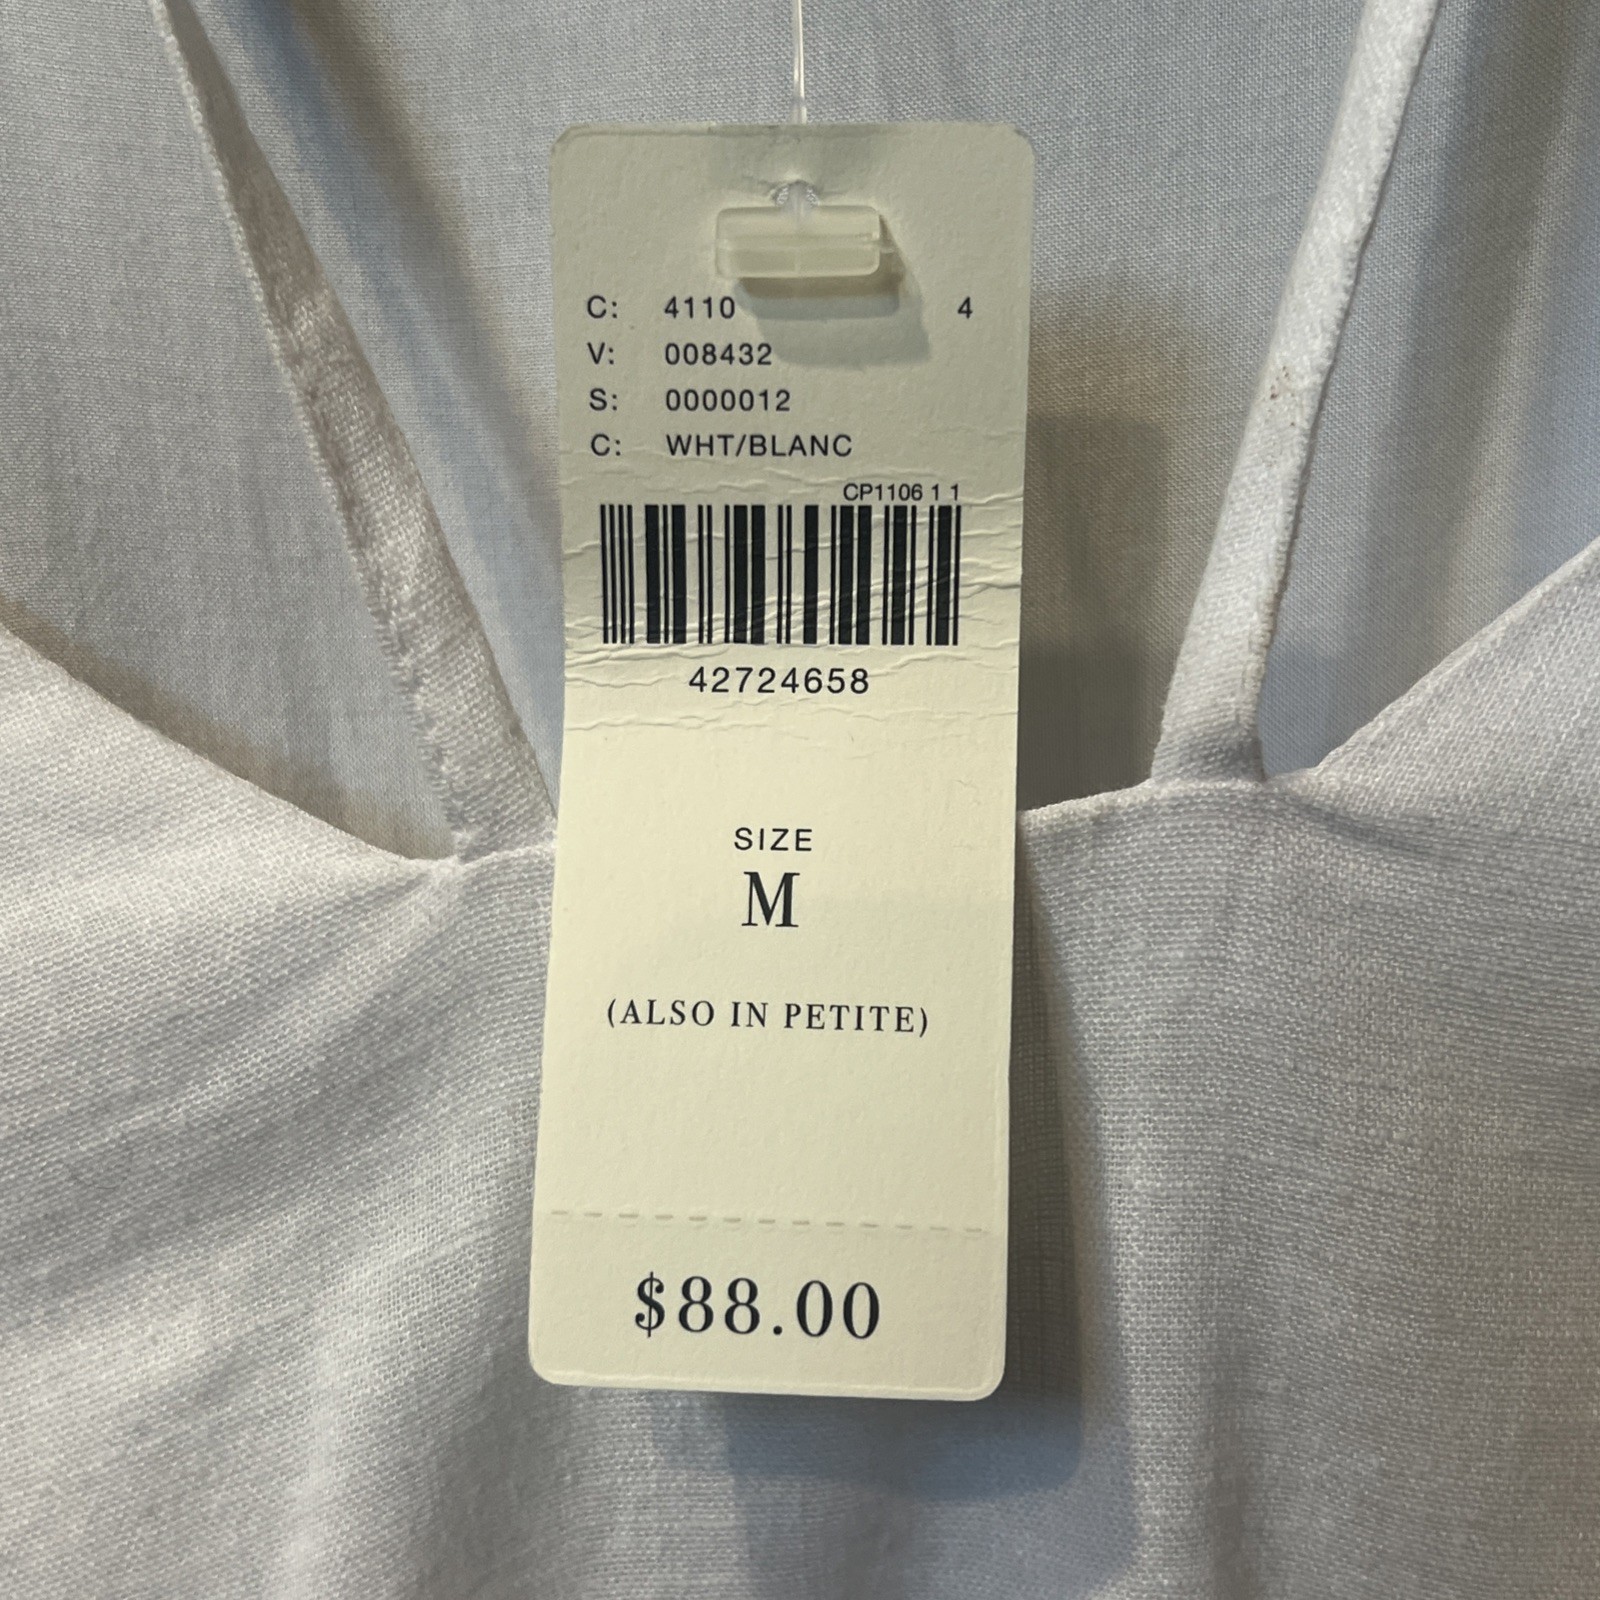 C: 4110 4
V: 008432
S: 0000012
C: WHT/BLANC
CP1106 1 1
42724658
SIZE
M
(ALSO IN PETITE)
$88.00